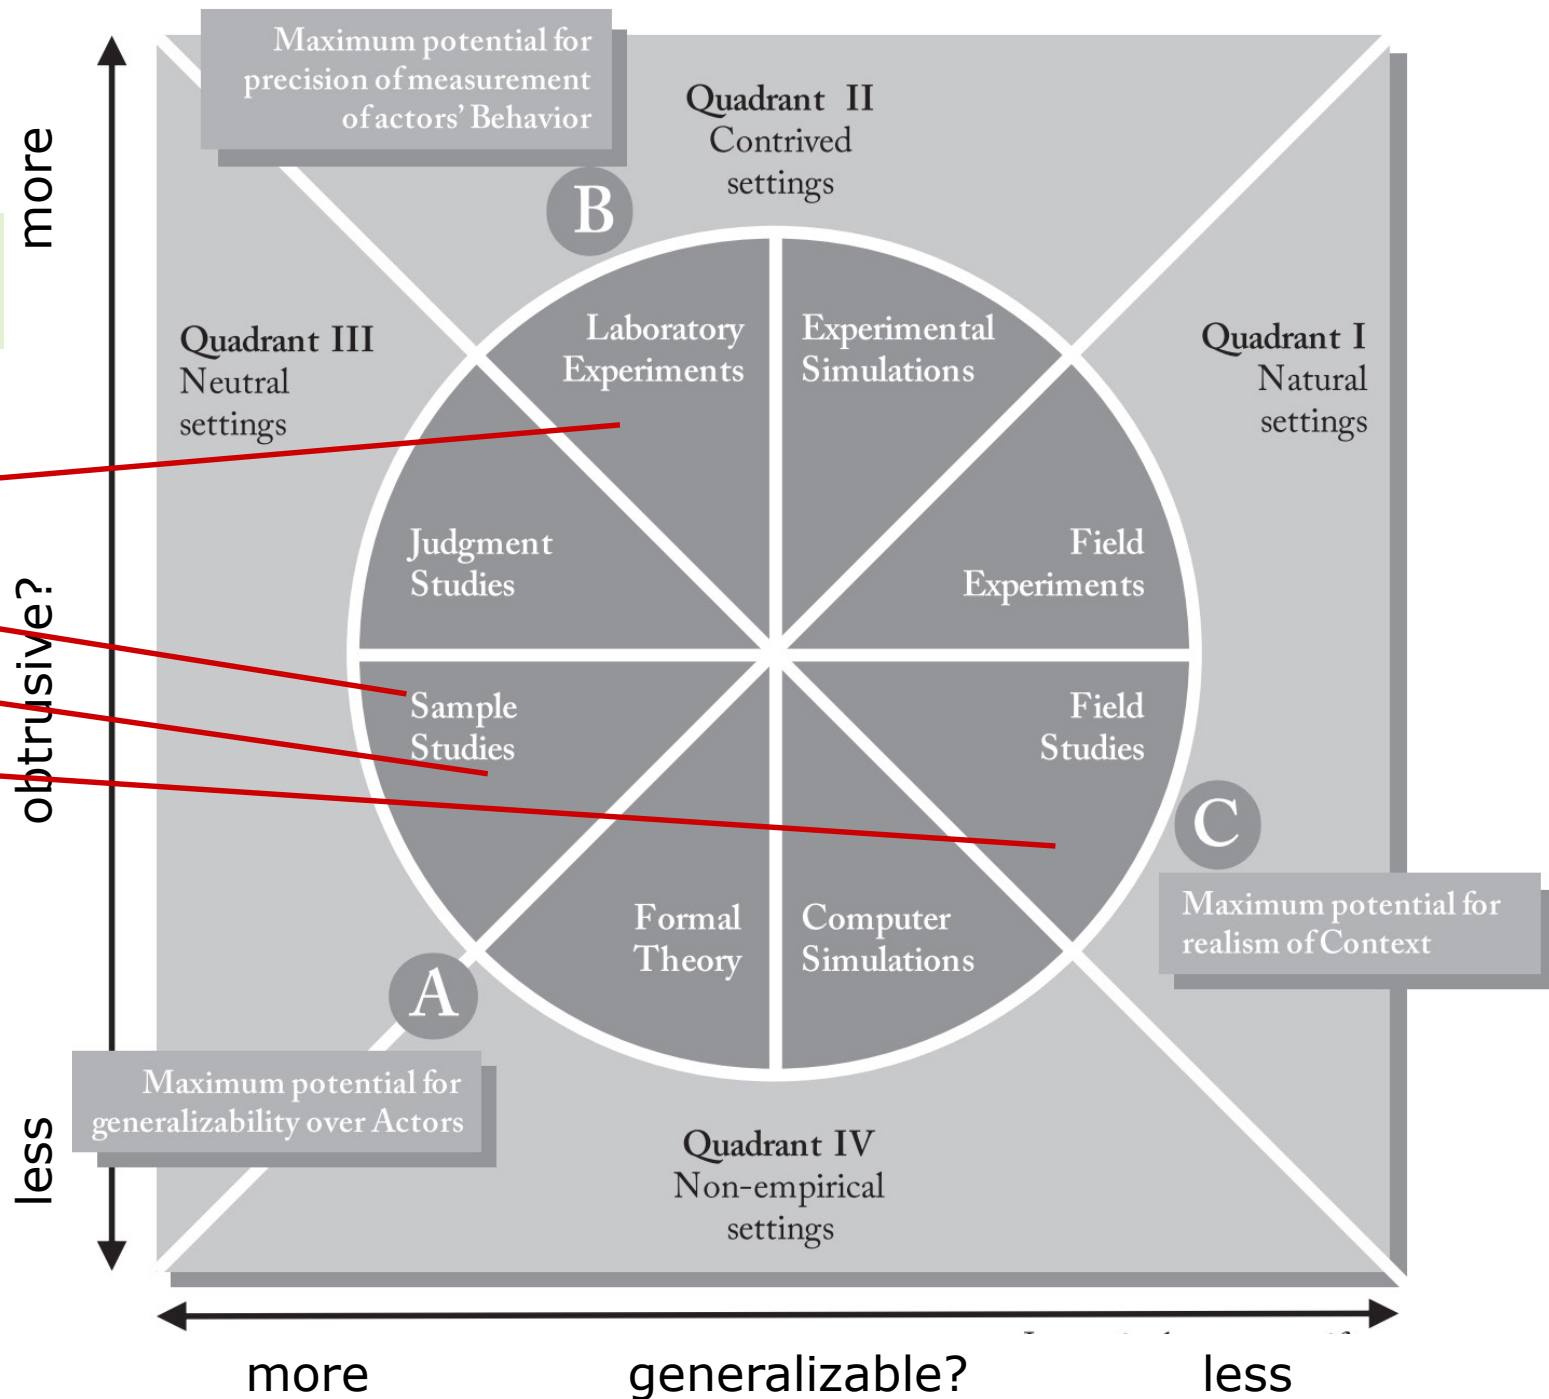 Maximum potential for
precision of measurement
of actors’ Behavior
Quadrant II
Contrived
settings
B
more
Quadrant III
Neutral
settings
Laboratory
Experiments
Experimental
Simulations
Quadrant I
Natural
settings
Judgment
Studies
Field
Experiments
obtrusive?
Sample
Studies
Field
Studies
C
Maximum potential for
realism of Context
Formal
Theory
Computer
Simulations
A
Maximum potential for
generalizability over Actors
less
Quadrant IV
Non-empirical
settings
more generalizable? less